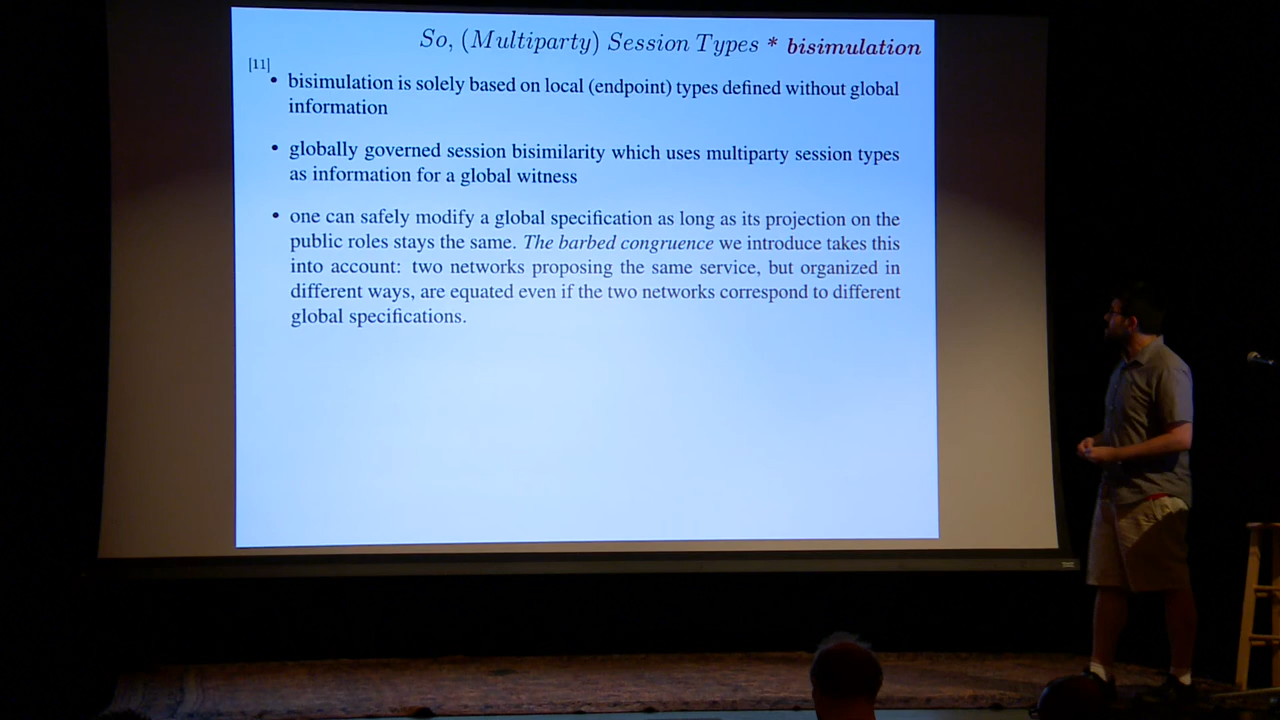 So, (Multiparty) Session Types * bisimulation
[11]
• bisimulation is solely based on local (endpoint) types defined without global
information
• globally governed session bisimilarity which uses multiparty session types
as information for a global witness
• one can safely modify a global specification as long as its projection on the
public roles stays the same. The barbed congruence we introduce takes this
into account: two networks proposing the same service, but organized in
different ways, are equated even if the two networks correspond to different
global specifications.